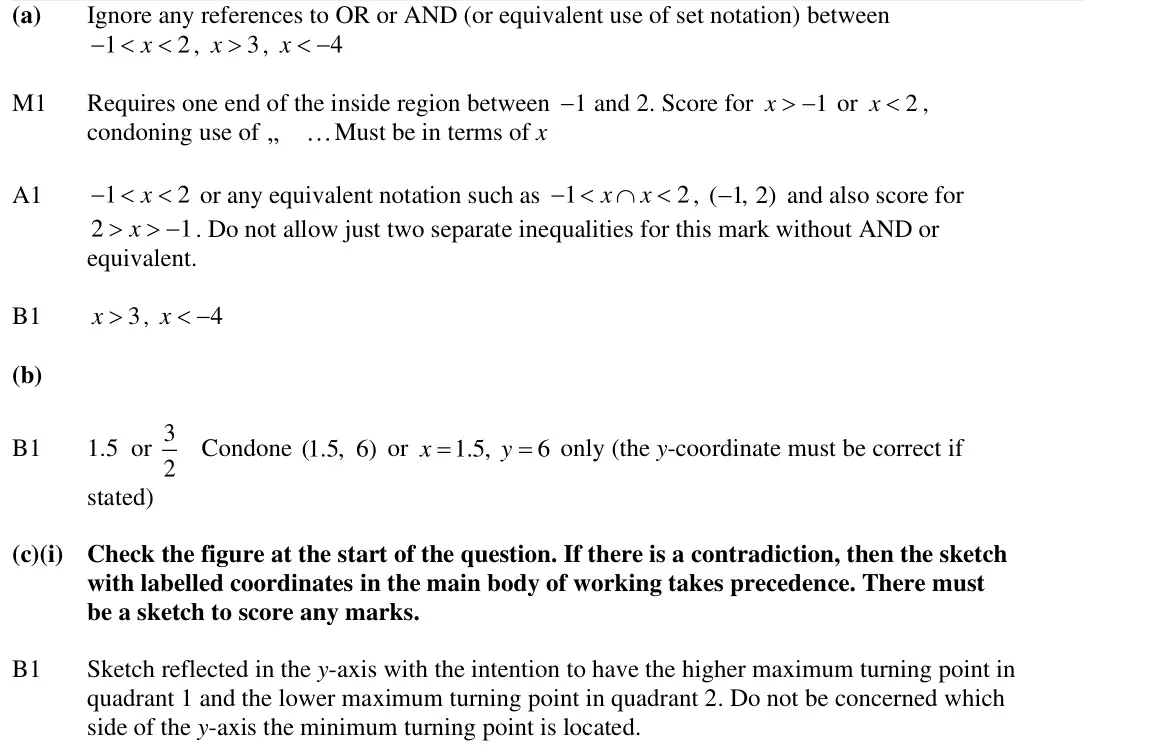 (a) Ignore any references to OR or AND (or equivalent use of set notation) between
−1 < x < 2, x > 3, x < −4
M1 Requires one end of the inside region between −1 and 2. Score for x > −1 or x < 2,
condoning use of „ … Must be in terms of x
A1 −1 < x < 2 or any equivalent notation such as −1 < x ∩ x < 2, (−1, 2) and also score for
2 > x > −1. Do not allow just two separate inequalities for this mark without AND or
equivalent.
B1 x > 3, x < −4
(b)
B1 1.5 or 3/2 Condone (1.5, 6) or x = 1.5, y = 6 only (the y-coordinate must be correct if
stated)
(c)(i) Check the figure at the start of the question. If there is a contradiction, then the sketch
with labelled coordinates in the main body of working takes precedence. There must
be a sketch to score any marks.
B1 Sketch reflected in the y-axis with the intention to have the higher maximum turning point in
quadrant 1 and the lower maximum turning point in quadrant 2. Do not be concerned which
side of the y-axis the minimum turning point is located.